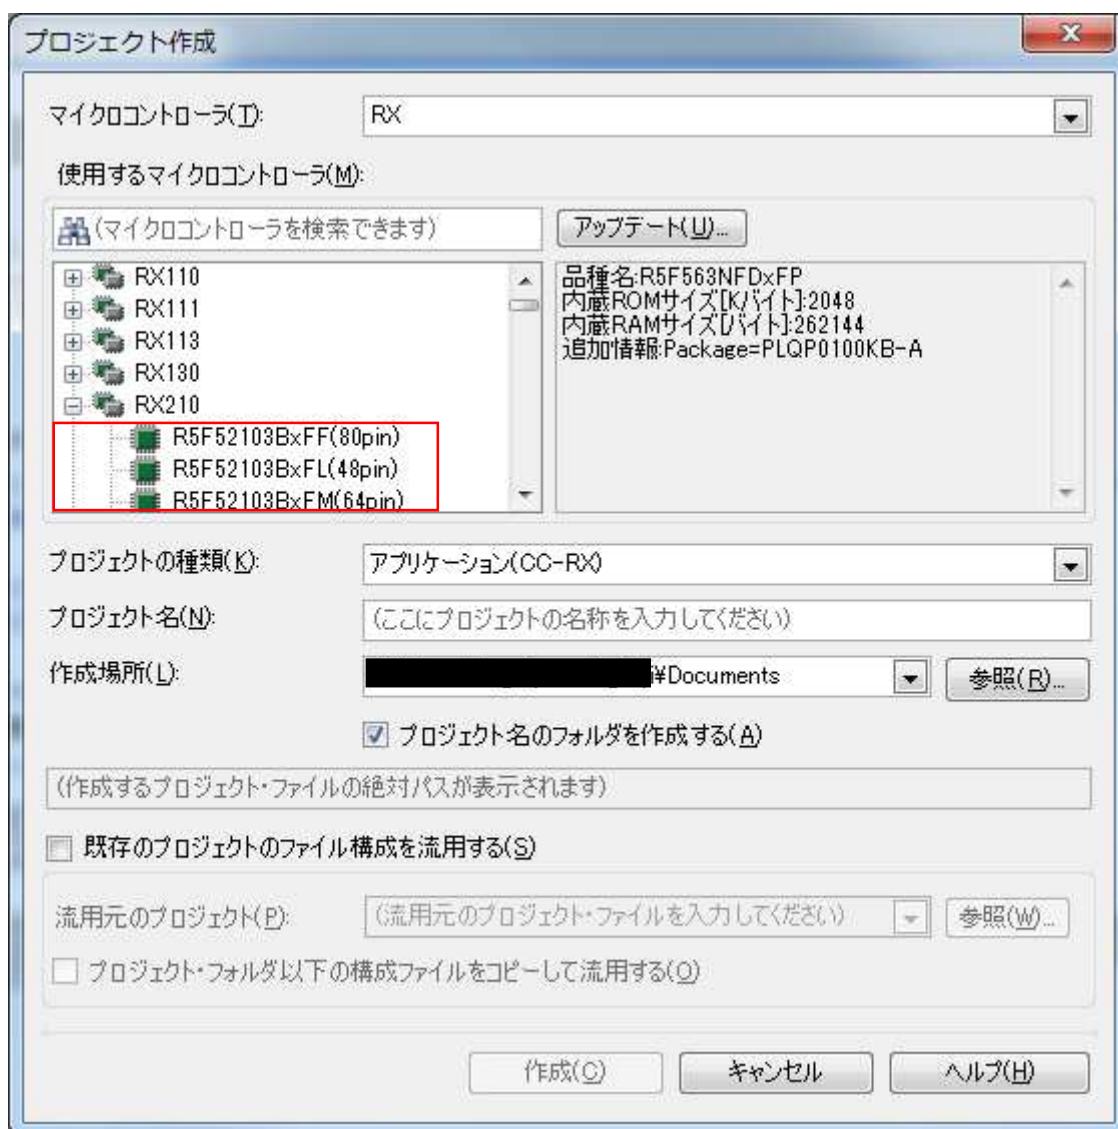 プロジェクト作成
マイクロコントローラ(T): RX
使用するマイクロコントローラ(M):
(マイクロコントローラを検索できます) アップデート(U)...
RX110
RX111
RX113
RX130
RX210
R5F52103BxFF(80pin)
R5F52103BxFL(48pin)
R5F52103BxFM(64pin)
品種名:R5F563NFDxFP
内蔵ROMサイズ[Kバイト]:2048
内蔵RAMサイズ[バイト]:262144
追加情報:Package=PLQP0100KB-A
プロジェクトの種類(K): アプリケーション(CC-RX)
プロジェクト名(N): (ここにプロジェクトの名称を入力してください)
作成場所(L): ¥Documents 参照(R)...
プロジェクト名のフォルダを作成する(A)
(作成するプロジェクト・ファイルの絶対パスが表示されます)
既存のプロジェクトのファイル構成を流用する(S)
流用元のプロジェクト(P): (流用元のプロジェクト・ファイルを入力してください) 参照(W)...
プロジェクト・フォルダ以下の構成ファイルをコピーして流用する(O)
作成(C) キャンセル ヘルプ(H)